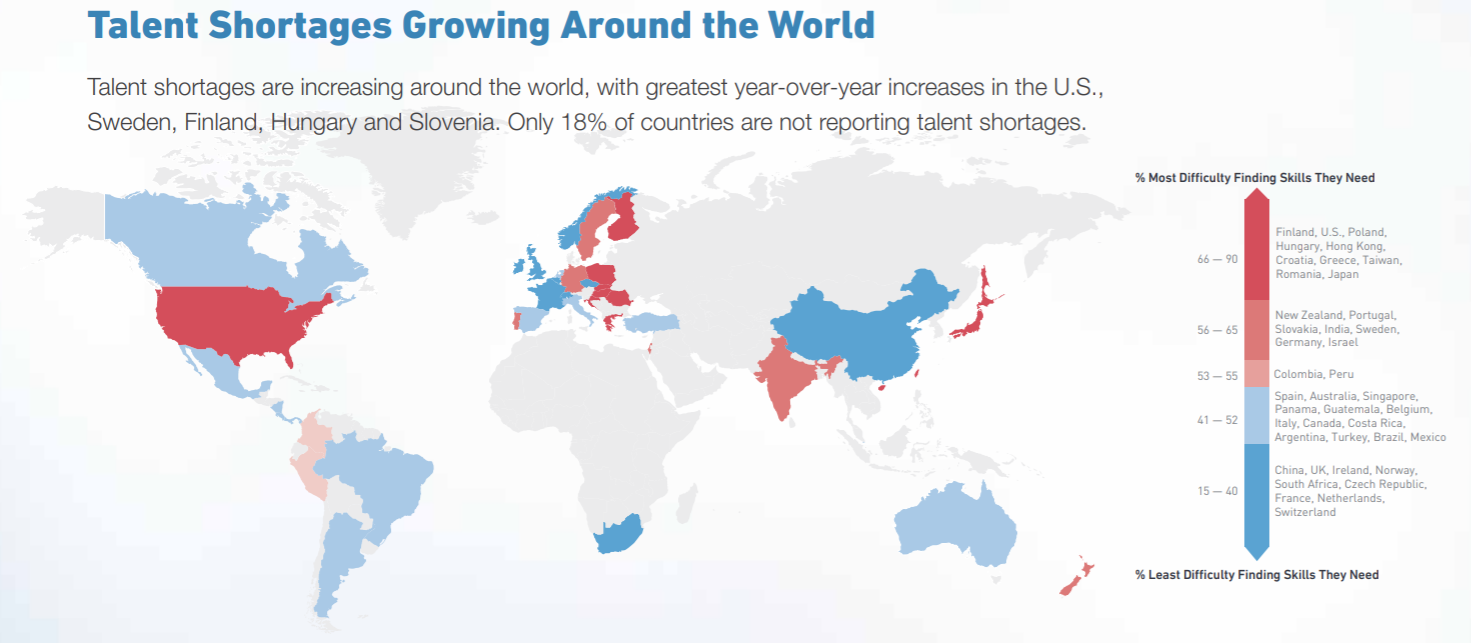 Talent Shortages Growing Around the World
Talent shortages are increasing around the world, with greatest year-over-year increases in the U.S.,
Sweden, Finland, Hungary and Slovenia. Only 18% of countries are not reporting talent shortages.
% Most Difficulty Finding Skills They Need
66 — 90
Finland, U.S., Poland,
Hungary, Hong Kong,
Croatia, Greece, Taiwan,
Romania, Japan
56 — 65
New Zealand, Portugal,
Slovakia, India, Sweden,
Germany, Israel
53 — 55
Colombia, Peru
41 — 52
Spain, Australia, Singapore,
Panama, Guatemala, Belgium,
Italy, Canada, Costa Rica,
Argentina, Turkey, Brazil, Mexico
15 — 40
China, UK, Ireland, Norway,
South Africa, Czech Republic,
France, Netherlands,
Switzerland
% Least Difficulty Finding Skills They Need